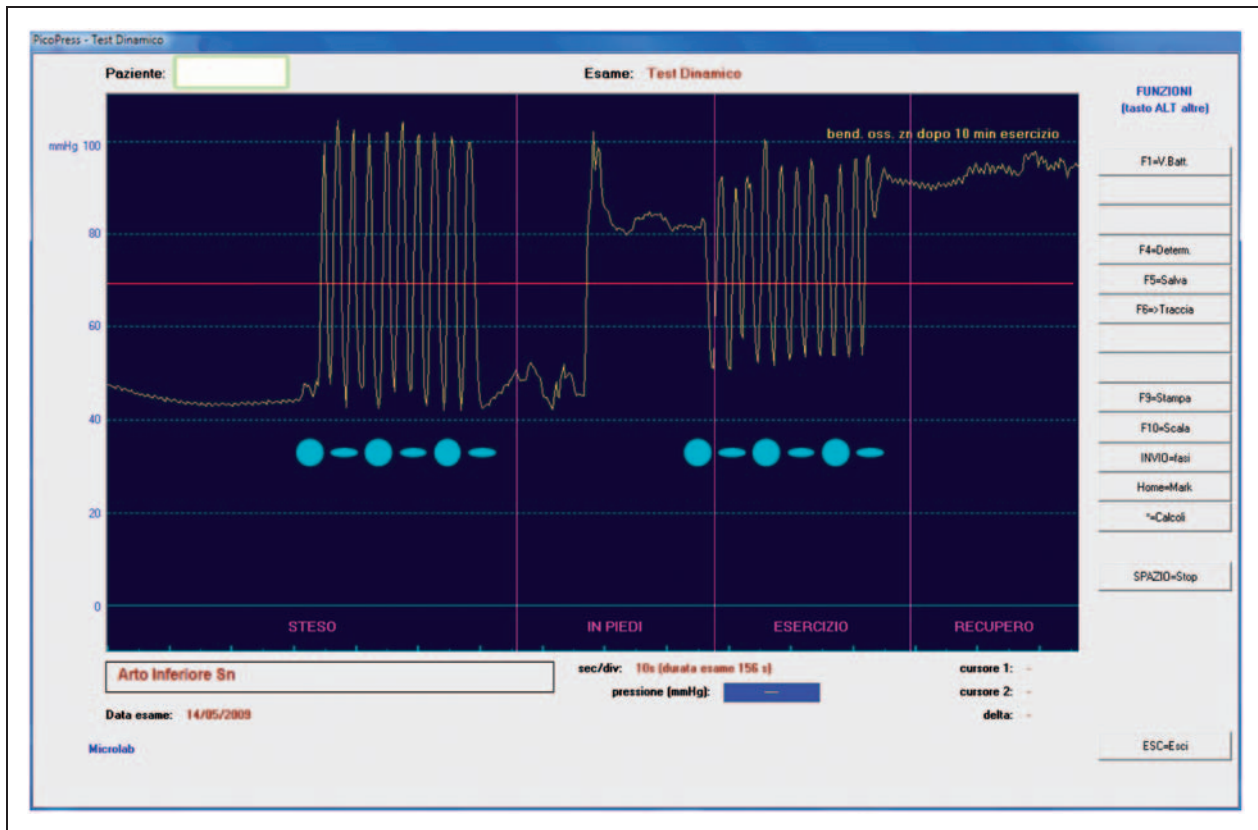 PicoPress - Test Dinamico
Paziente:
Esame: Test Dinamico
FUNZIONI
(tasto ALT altre)
bend. oss. zn dopo 10 min esercizio
mmHg 100
80
60
40
20
0
STESO
IN PIEDI
ESERCIZIO
RECUPERO
F1=V.Batt.
F4=Determ.
F5=Salva
F6=>Traccia
F9=Stampa
F10=Scala
INVIO=fasi
Home=Mark
*=Calcoli
SPAZIO=Stop
Arto Inferiore Sn
sec/div: 10s (durata esame 156 s)
pressione (mmHg): ---
cursore 1: -
cursore 2: -
delta: -
Data esame: 14/05/2009
Microlab
ESC=Esci